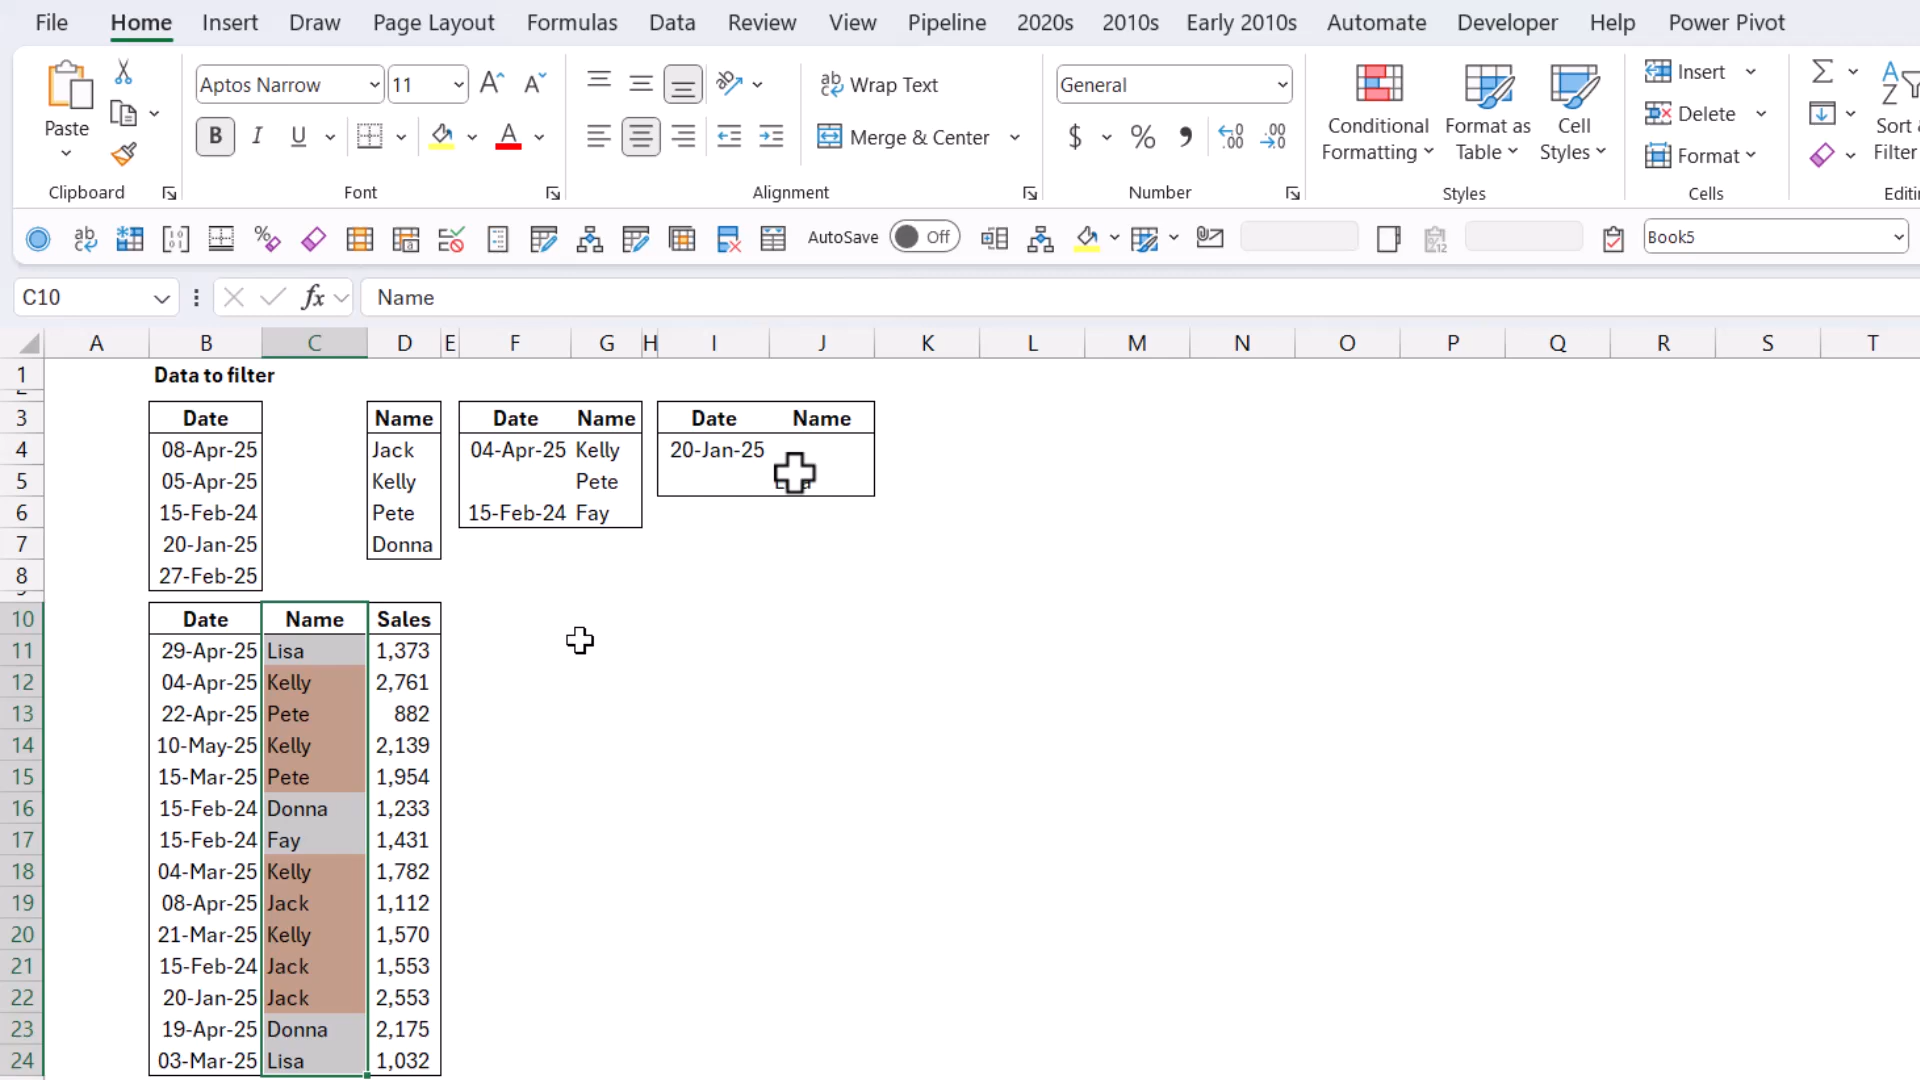 File Home Insert Draw Page Layout Formulas Data Review View Pipeline 2020s 2010s Early 2010s Automate Developer Help Power Pivot
Paste
Clipboard
Aptos Narrow 11
B I U
Font
Wrap Text
Merge & Center
Alignment
General
$ % 9
Number
Conditional Formatting
Format as Table
Cell Styles
Styles
Insert
Delete
Format
Cells
Sort &
Filter
Editi
AutoSave Off Book5
C10 fx Name
A B C D E F G H I J K L M N O P Q R S T
1 Data to filter
3 Date Name Date Name Date Name
4 08-Apr-25 Jack 04-Apr-25 Kelly 20-Jan-25
5 05-Apr-25 Kelly Pete
6 15-Feb-24 Pete 15-Feb-24 Fay
7 20-Jan-25 Donna
8 27-Feb-25
10 Date Name Sales
11 29-Apr-25 Lisa 1,373
12 04-Apr-25 Kelly 2,761
13 22-Apr-25 Pete 882
14 10-May-25 Kelly 2,139
15 15-Mar-25 Pete 1,954
16 15-Feb-24 Donna 1,233
17 15-Feb-24 Fay 1,431
18 04-Mar-25 Kelly 1,782
19 08-Apr-25 Jack 1,112
20 21-Mar-25 Kelly 1,570
21 15-Feb-24 Jack 1,553
22 20-Jan-25 Jack 2,553
23 19-Apr-25 Donna 2,175
24 03-Mar-25 Lisa 1,032